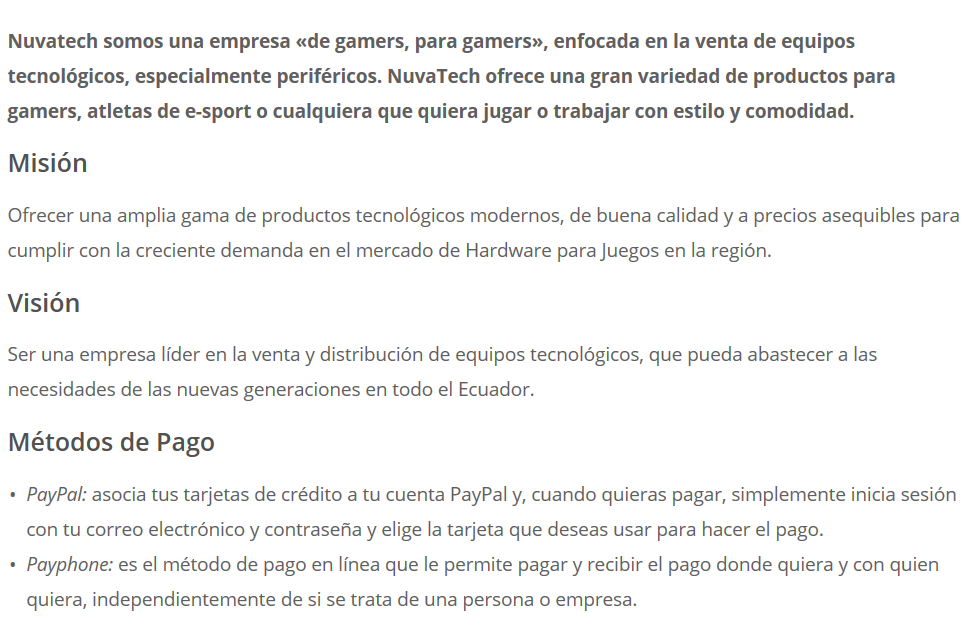 Nuvatech somos una empresa «de gamers, para gamers», enfocada en la venta de equipos
tecnológicos, especialmente periféricos. NuvaTech ofrece una gran variedad de productos para
gamers, atletas de e-sport o cualquiera que quiera jugar o trabajar con estilo y comodidad.
Misión
Ofrecer una amplia gama de productos tecnológicos modernos, de buena calidad y a precios asequibles para
cumplir con la creciente demanda en el mercado de Hardware para Juegos en la región.
Visión
Ser una empresa líder en la venta y distribución de equipos tecnológicos, que pueda abastecer a las
necesidades de las nuevas generaciones en todo el Ecuador.
Métodos de Pago
• PayPal: asocia tus tarjetas de crédito a tu cuenta PayPal y, cuando quieras pagar, simplemente inicia sesión
con tu correo electrónico y contraseña y elige la tarjeta que deseas usar para hacer el pago.
• Payphone: es el método de pago en línea que le permite pagar y recibir el pago donde quiera y con quien
quiera, independientemente de si se trata de una persona o empresa.